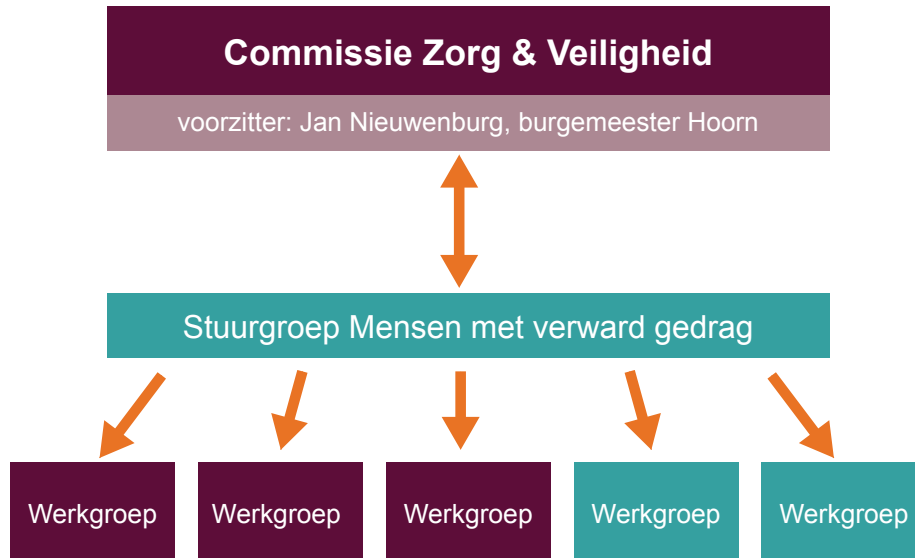 Commissie Zorg & Veiligheid
voorzitter: Jan Nieuwenburg, burgemeester Hoorn
Stuurgroep Mensen met verward gedrag
Werkgroep
Werkgroep
Werkgroep
Werkgroep
Werkgroep